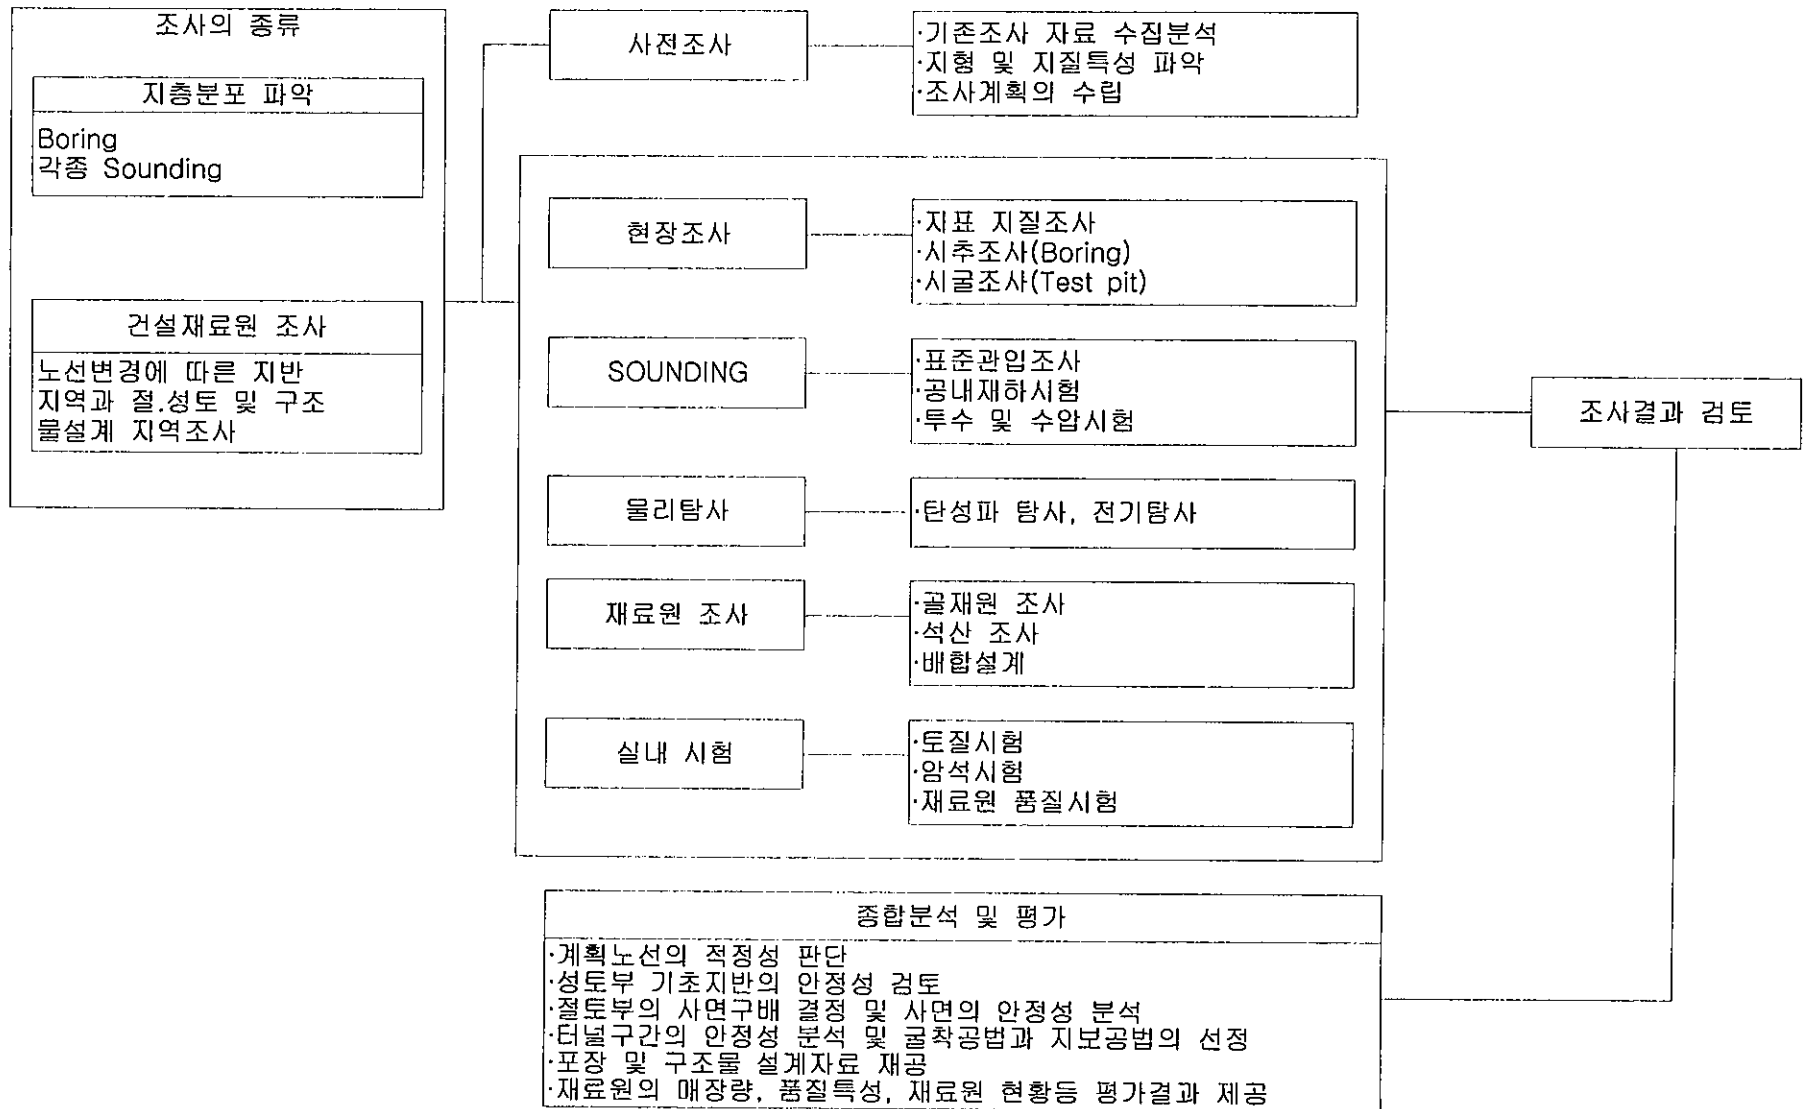 조사의 종류
지층분포 파악
Boring
각종 Sounding
건설재료원 조사
노선변경에 따른 지반
지역과 절.성토 및 구조
물설계 지역조사
사전조사
·기존조사 자료 수집분석
·지형 및 지질특성 파악
·조사계획의 수립
현장조사
·지표 지질조사
·시추조사(Boring)
·시굴조사(Test pit)
SOUNDING
·표준관입조사
·공내재하시험
·투수 및 수압시험
물리탐사
·탄성파 탐사, 전기탐사
재료원 조사
·골재원 조사
·석산 조사
·배합설계
실내 시험
·토질시험
·암석시험
·재료원 품질시험
조사결과 검토
종합분석 및 평가
·계획노선의 적정성 판단
·성토부 기초지반의 안정성 검토
·절토부의 사면구배 결정 및 사면의 안정성 분석
·터널구간의 안정성 분석 및 굴착공법과 지보공법의 선정
·포장 및 구조물 설계자료 재공
·재료원의 매장량, 품질특성, 재료원 현황등 평가결과 제공